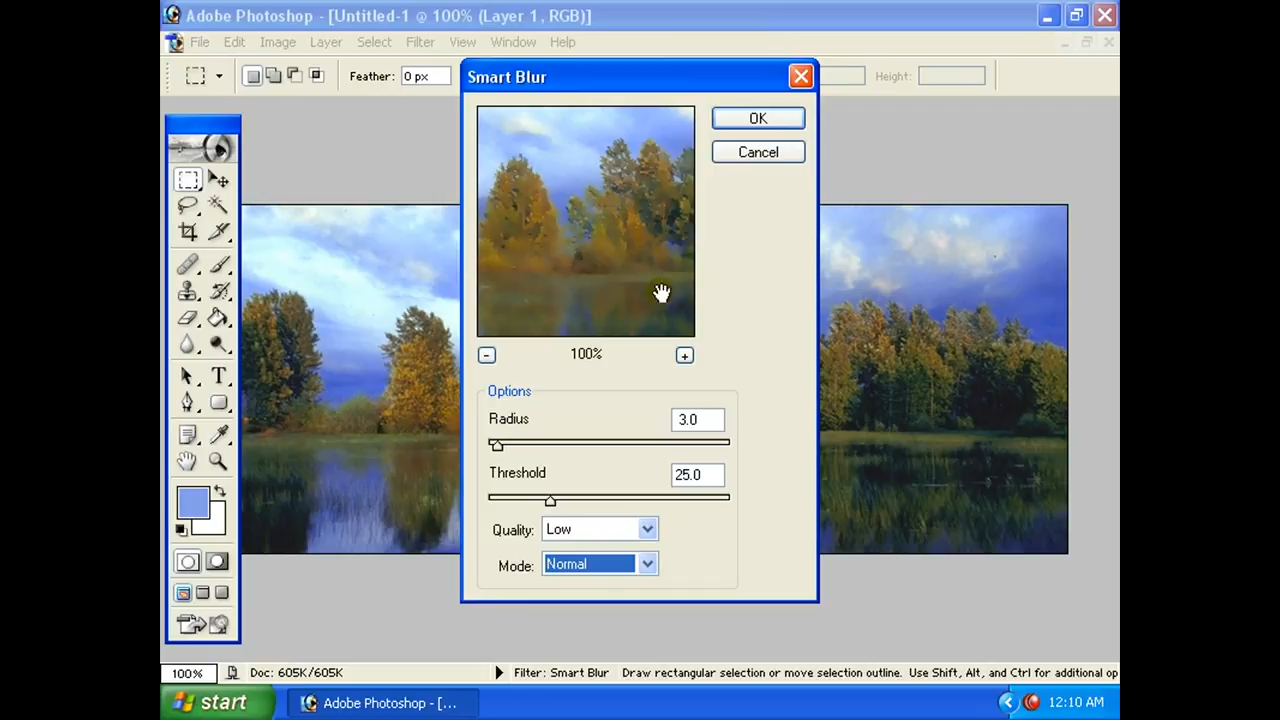 Adobe Photoshop - [Untitled-1 @ 100% (Layer 1, RGB)]
File Edit Image Layer Select Filter View Window Help
Feather: 0 px
Height:
Smart Blur
OK
Cancel
100%
Options
Radius 3.0
Threshold 25.0
Quality: Low
Mode: Normal
100% Doc: 605K/605K Filter: Smart Blur Draw rectangular selection or move selection outline. Use Shift, Alt, and Ctrl for additional op
start Adobe Photoshop - [... 12:10 AM